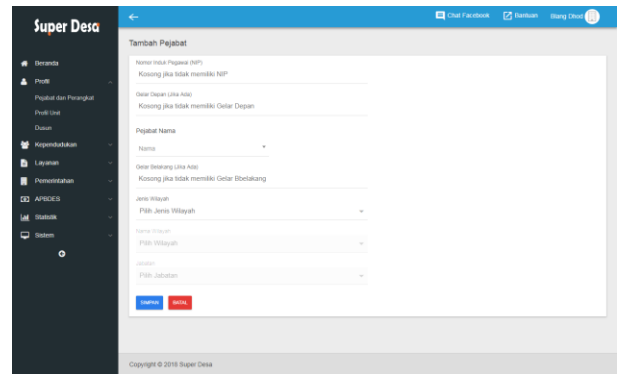 Super Desa
Chat Facebook
Bantuan
Blang Dhod
Beranda
Profil
Pejabat dan Perangkat
Profil Unit
Dusun
Kependudukan
Layanan
Pemerintahan
APBDES
Statistik
Sistem
Tambah Pejabat
Nomor Induk Pegawai (NIP)
Kosong jika tidak memiliki NIP
Gelar Depan (Jika Ada)
Kosong jika tidak memiliki Gelar Depan
Pejabat Nama
Nama
Gelar Belakang (Jika Ada)
Kosong jika tidak memiliki Gelar Bbelakang
Jenis Wilayah
Pilih Jenis Wilayah
Nama Wilayah
Pilih Wilayah
Jabatan
Pilih Jabatan
SIMPAN
BATAL
Copyright © 2018 Super Desa